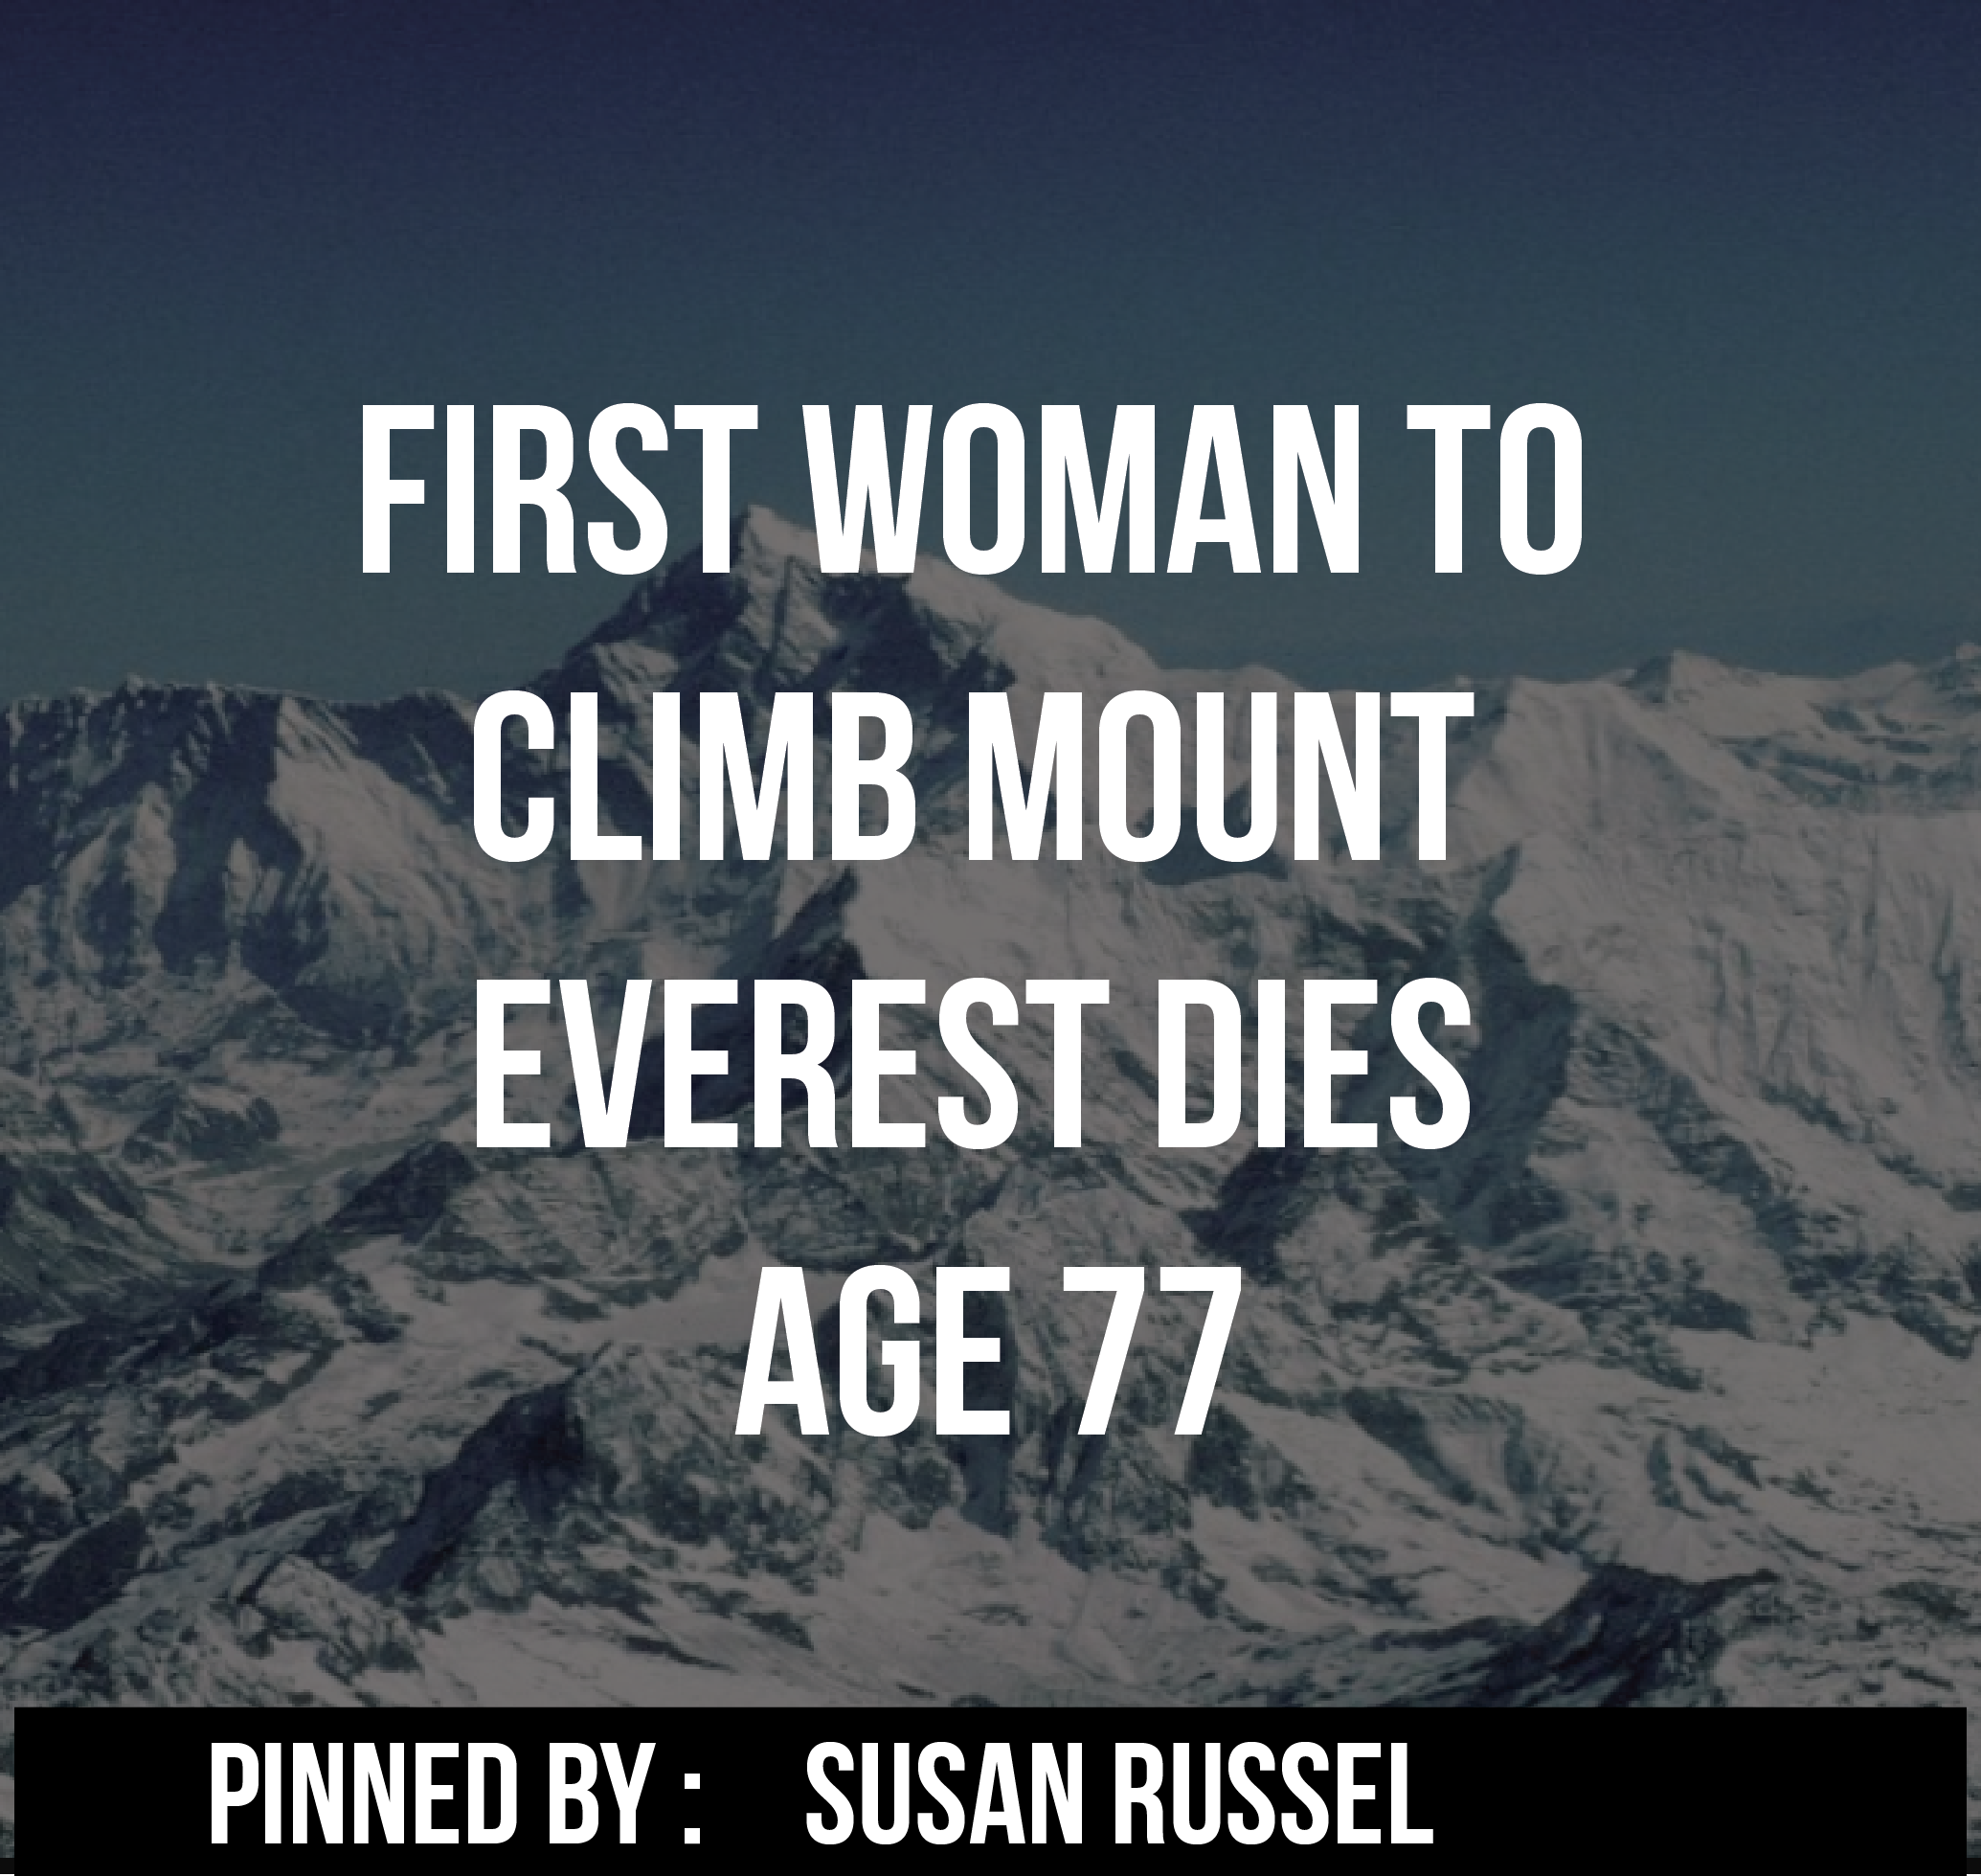 FIRST WOMAN TO
CLIMB MOUNT
EVEREST DIES
AGE 77
PINNED BY : SUSAN RUSSEL